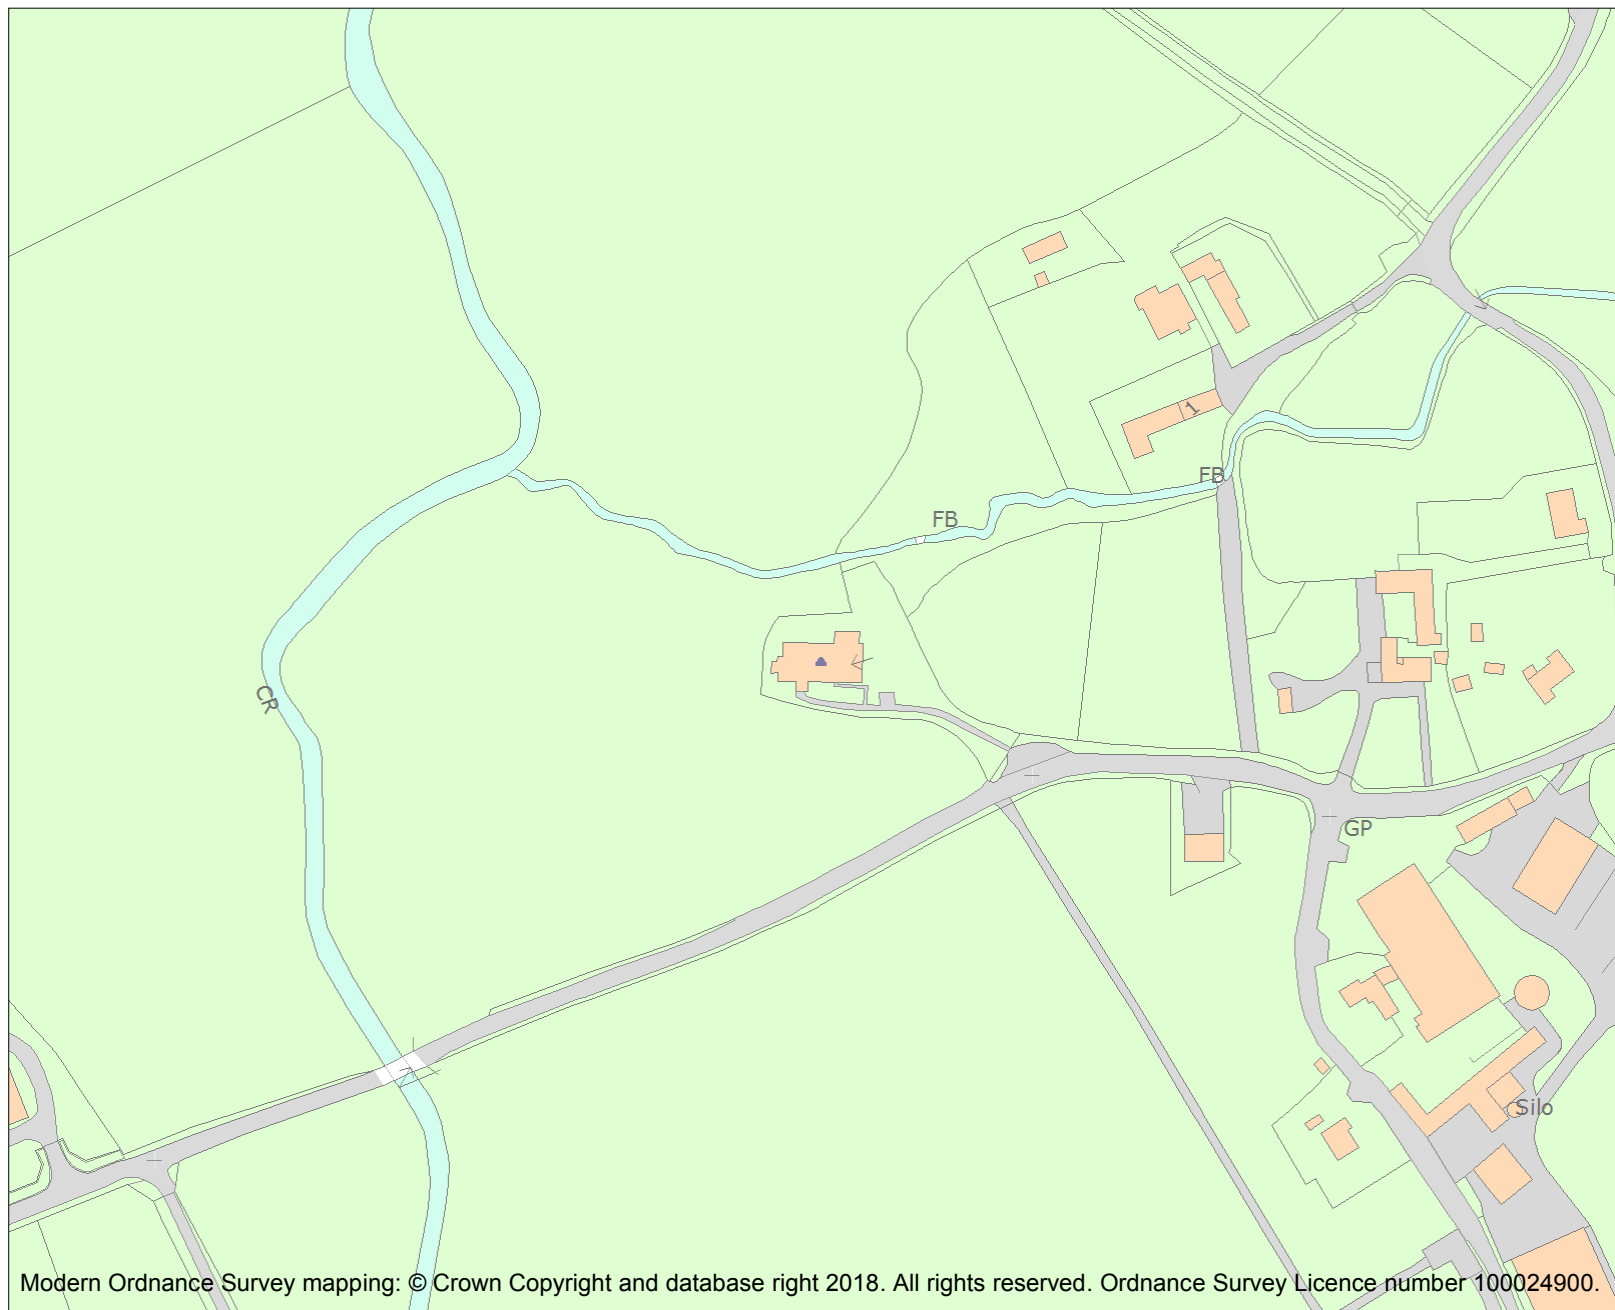 1
FB
FB
CR
GP
Silo
Modern Ordnance Survey mapping: © Crown Copyright and database right 2018. All rights reserved. Ordnance Survey Licence number 100024900.